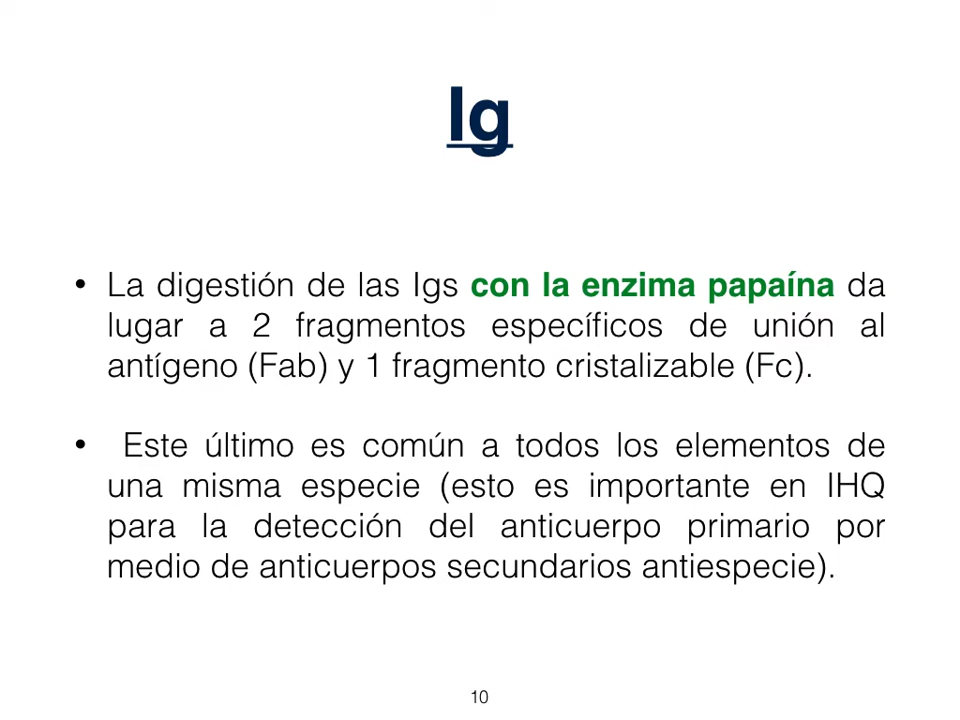 Ig
• La digestión de las Igs con la enzima papaína da
lugar a 2 fragmentos específicos de unión al
antígeno (Fab) y 1 fragmento cristalizable (Fc).
• Este último es común a todos los elementos de
una misma especie (esto es importante en IHQ
para la detección del anticuerpo primario por
medio de anticuerpos secundarios antiespecie).
10